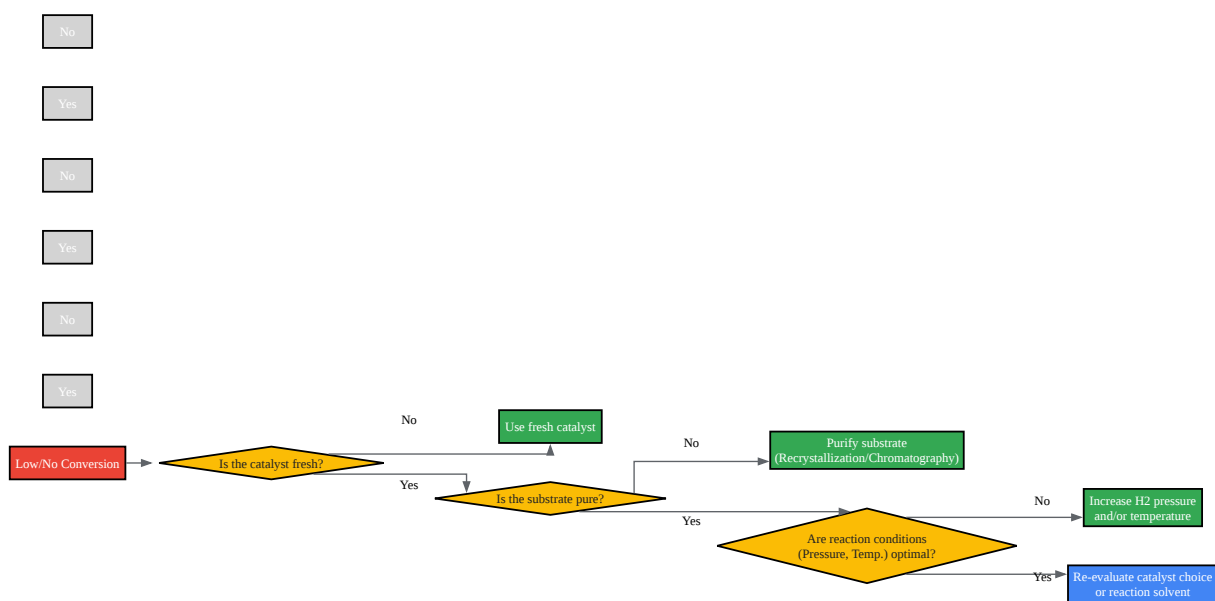 No
Yes
No
Yes
No
Yes
No
Use fresh catalyst
Low/No Conversion
Is the catalyst fresh?
Yes
No
Purify substrate
(Recrystallization/Chromatography)
Is the substrate pure?
Yes
No
Increase H2 pressure
and/or temperature
Are reaction conditions
(Pressure, Temp.) optimal?
Yes
Re-evaluate catalyst choice
or reaction solvent